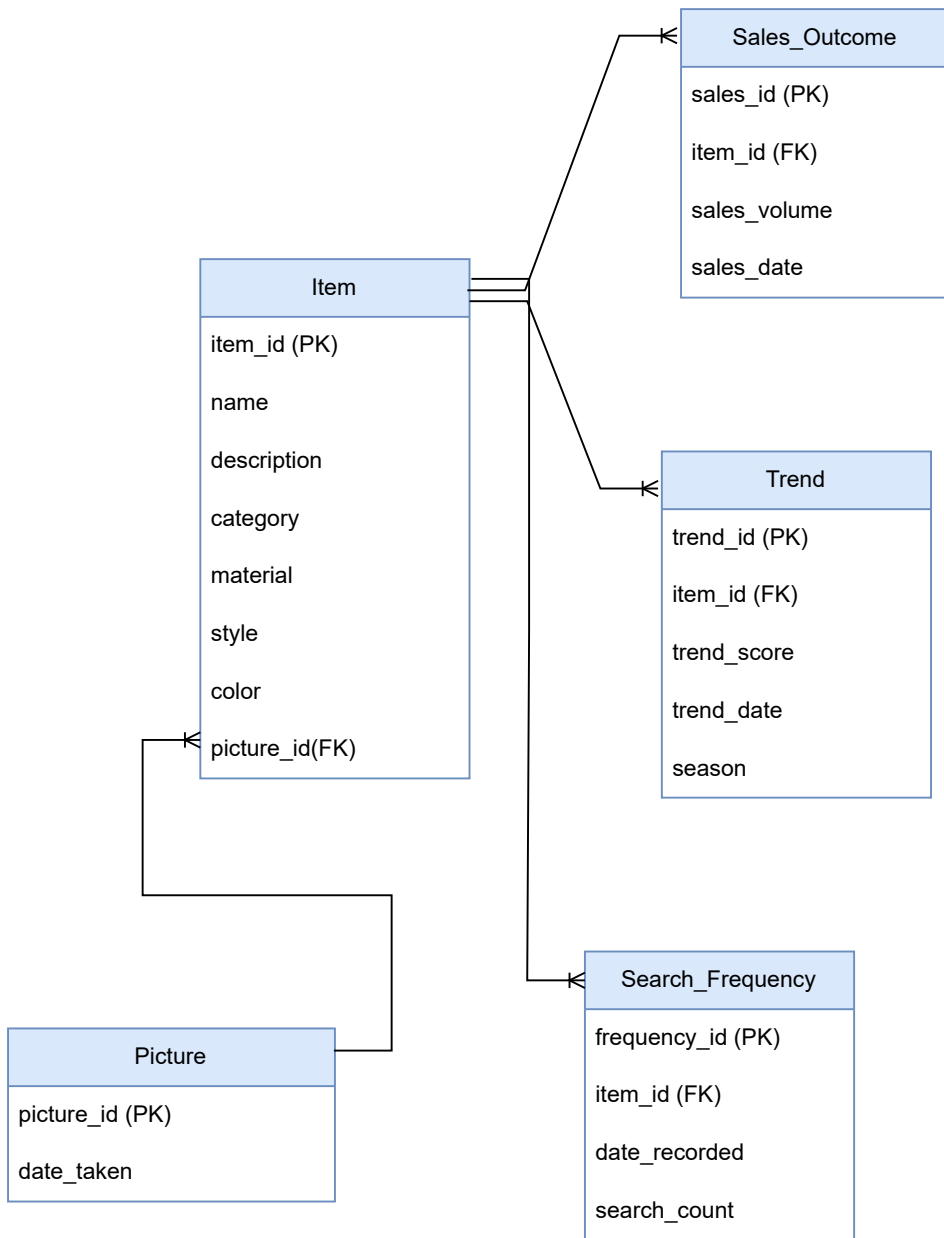 Sales_Outcome
sales_id (PK)
item_id (FK)
sales_volume
sales_date
Item
item_id (PK)
name
description
category
material
style
color
picture_id(FK)
Trend
trend_id (PK)
item_id (FK)
trend_score
trend_date
season
Search_Frequency
frequency_id (PK)
item_id (FK)
date_recorded
search_count
Picture
picture_id (PK)
date_taken